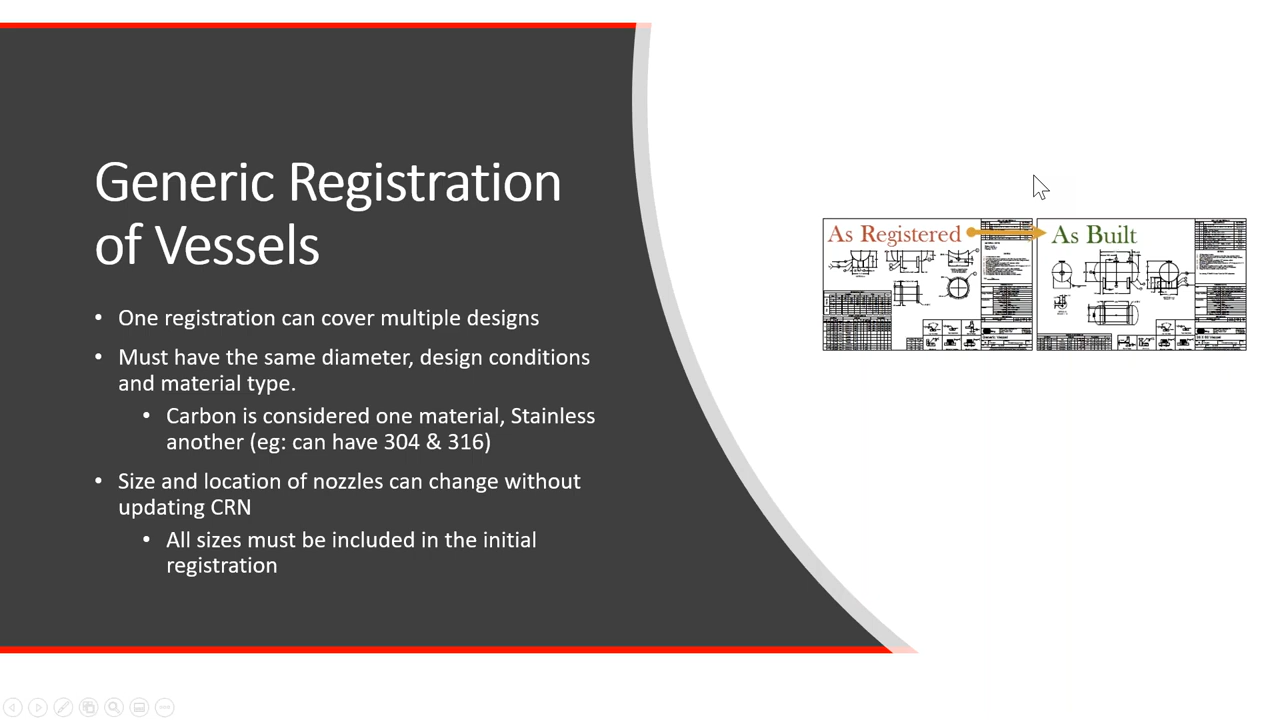 Generic Registration
of Vessels
• One registration can cover multiple designs
• Must have the same diameter, design conditions
and material type.
• Carbon is considered one material, Stainless
another (eg: can have 304 & 316)
• Size and location of nozzles can change without
updating CRN
• All sizes must be included in the initial
registration
As Registered
As Built